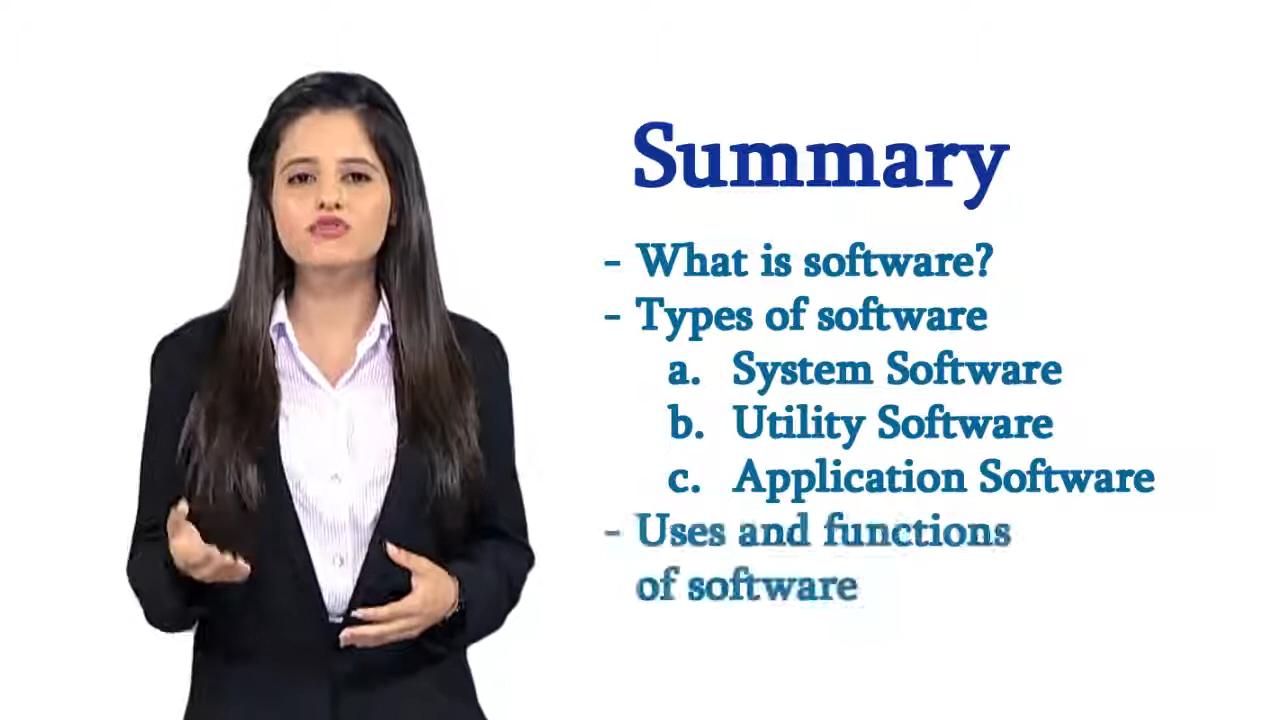 Summary
- What is software?
- Types of software
a. System Software
b. Utility Software
c. Application Software
- Uses and functions
of software